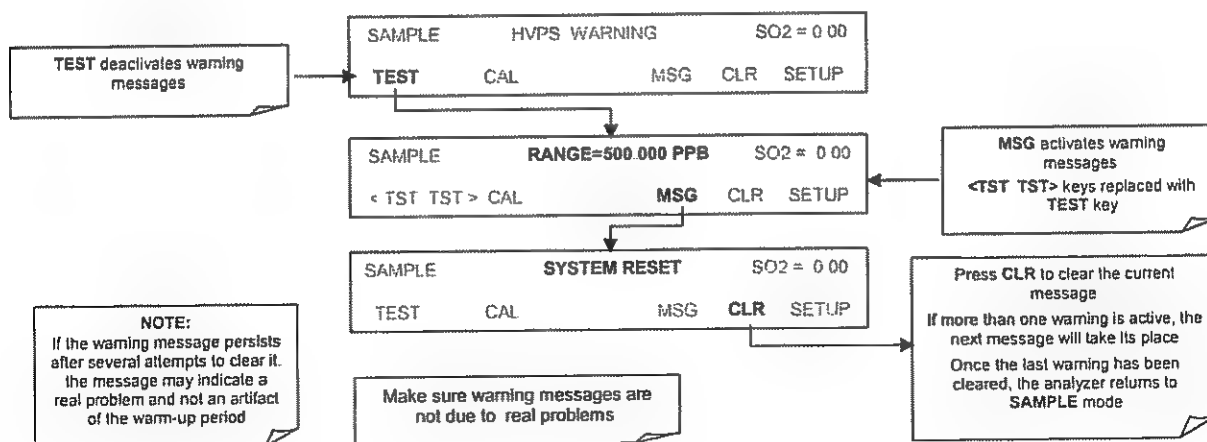 TEST deactivates warning
messages
SAMPLE HVPS WARNING SO2 = 0 00
TEST CAL MSG CLR SETUP
SAMPLE RANGE=500.000 PPB SO2 = 0 00
< TST TST > CAL MSG CLR SETUP
MSG activates warning
messages
<TST TST> keys replaced with
TEST key
SAMPLE SYSTEM RESET SO2 = 0 00
TEST CAL MSG CLR SETUP
Press CLR to clear the current
message
If more than one warning is active, the
next message will take its place
Once the last warning has been
cleared, the analyzer returns to
SAMPLE mode
NOTE:
If the warning message persists
after several attempts to clear it.
the message may indicate a
real problem and not an artifact
of the warm-up period
Make sure warning messages are
not due to real problems